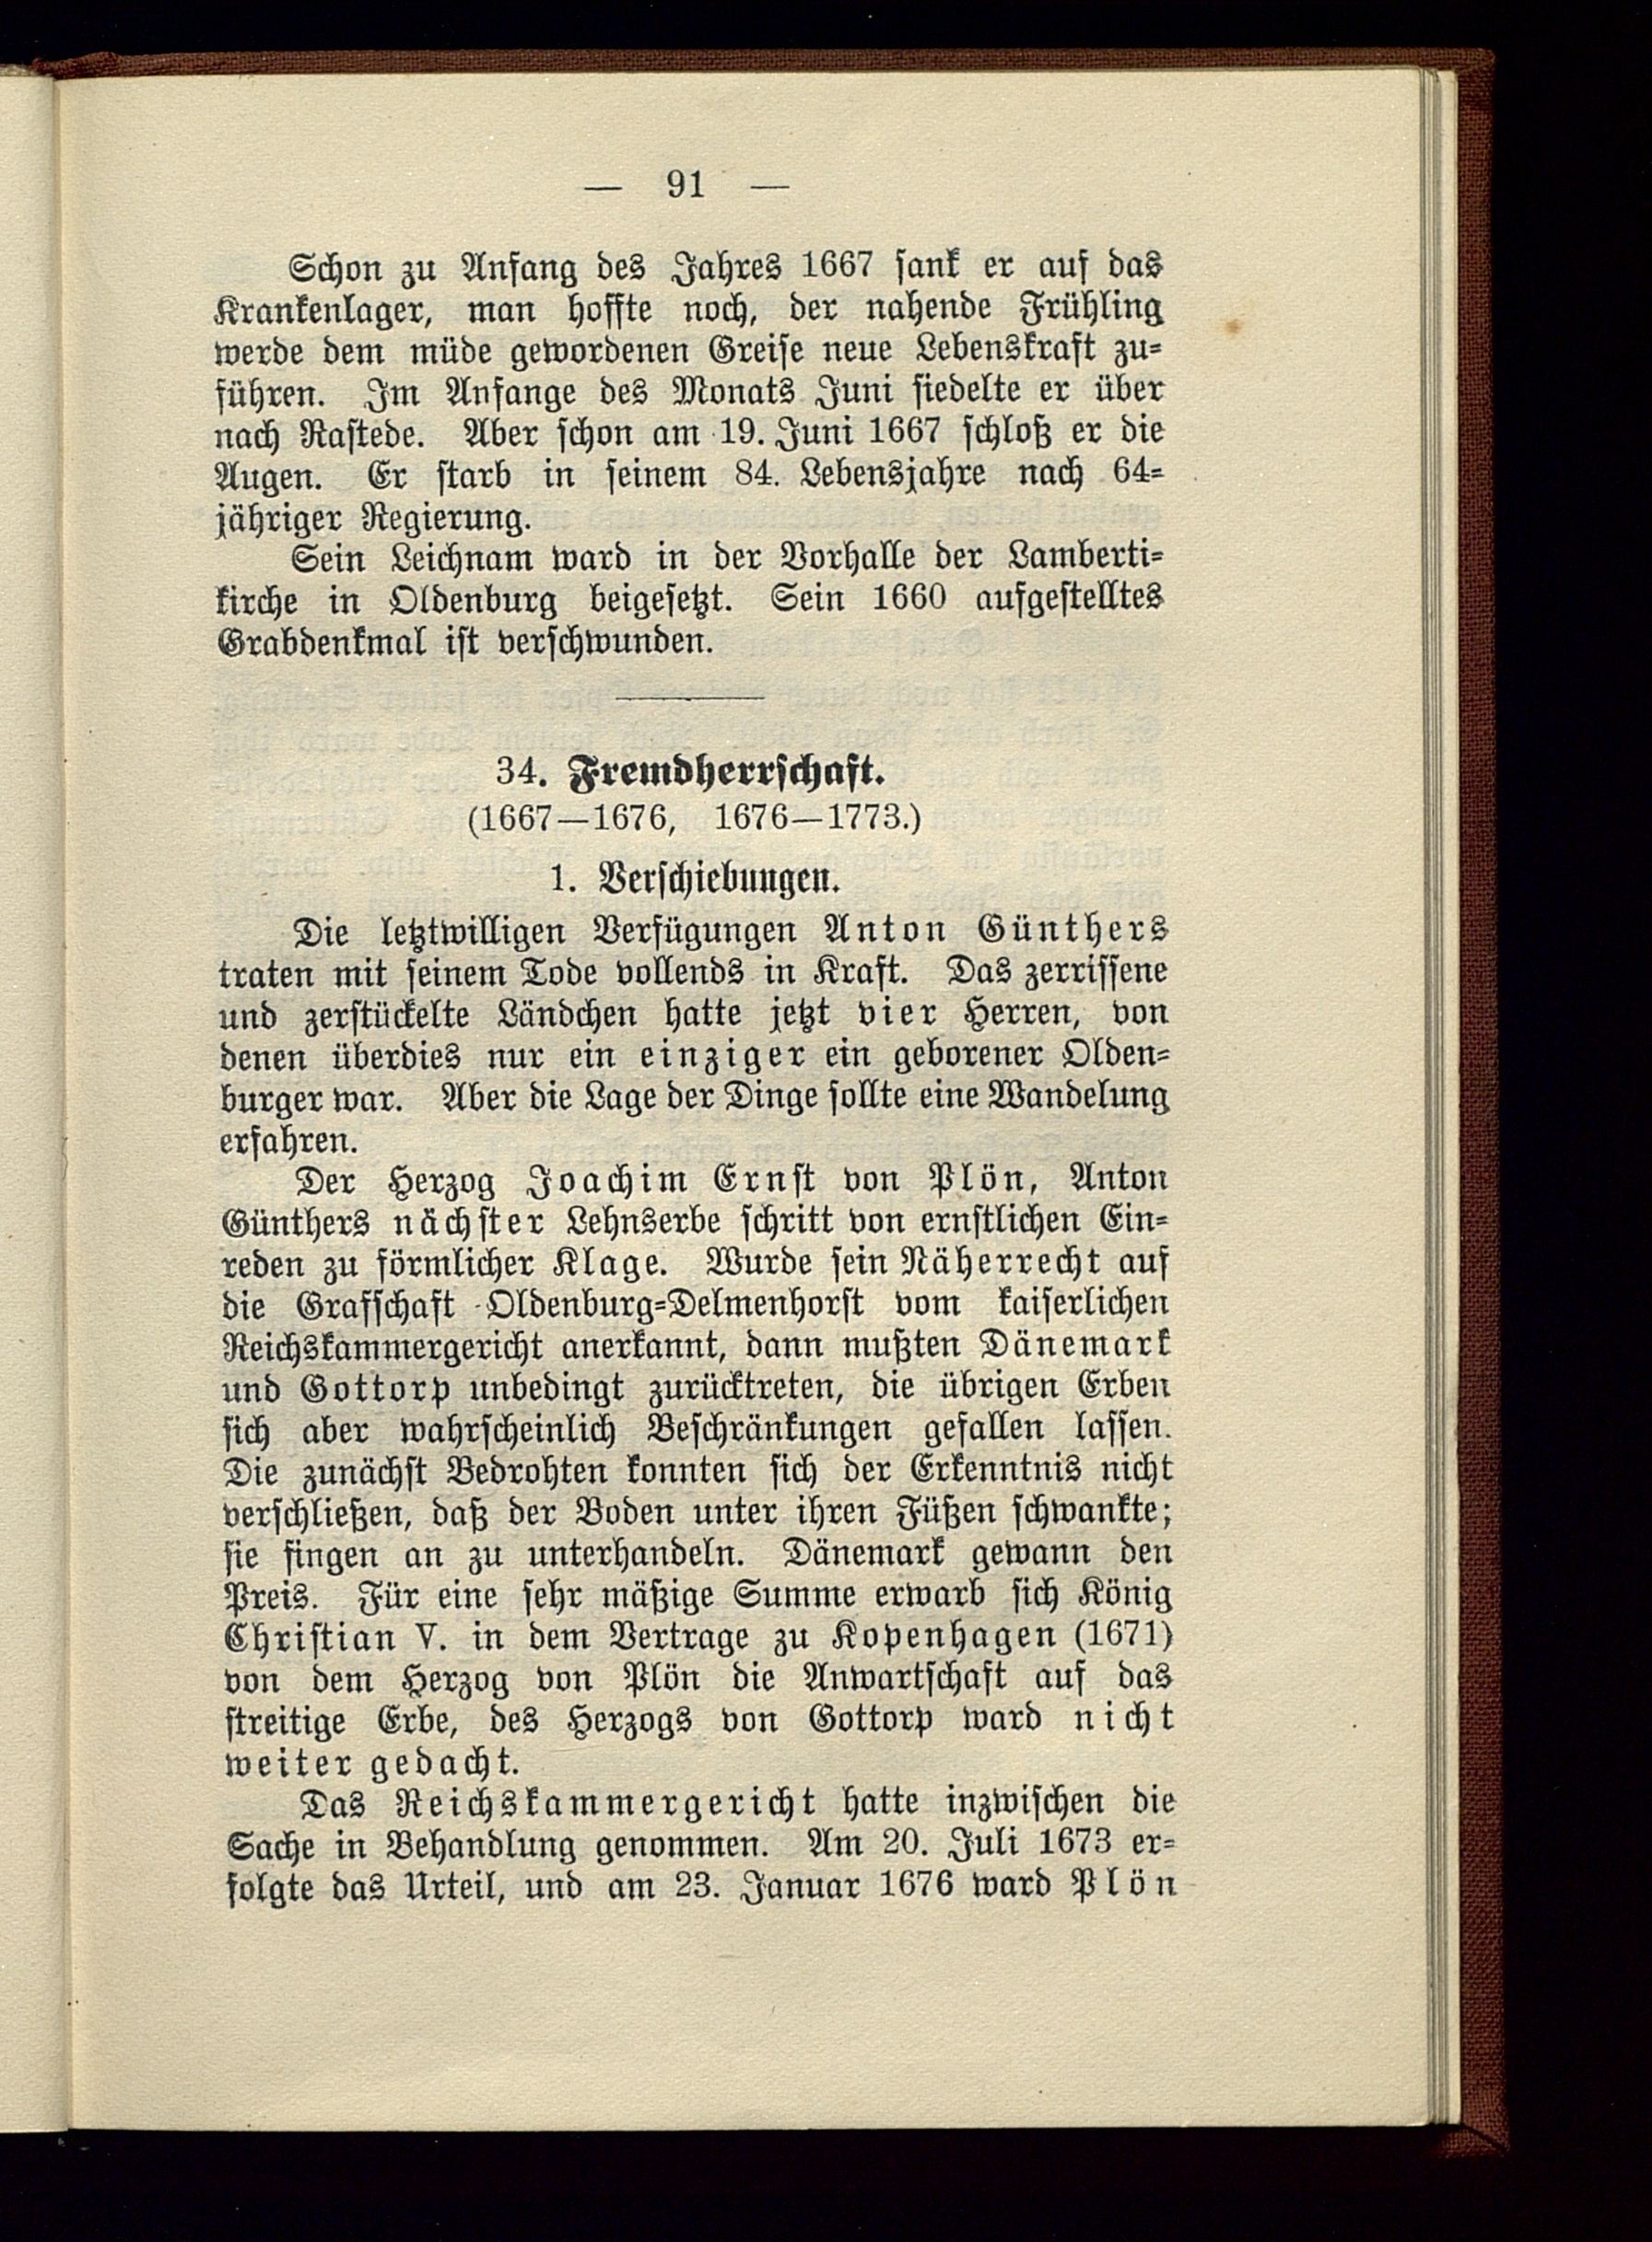 — 91 —
Schon zu Anfang des Jahres 1667 sank er auf das
Krankenlager, man hoffte noch, der nahende Frühling
werde dem müde gewordenen Greise neue Lebenskraft zu-
führen. Im Anfange des Monats Juni siedelte er über
nach Rastede. Aber schon am 19. Juni 1667 schloß er die
Augen. Er starb in seinem 84. Lebensjahre nach 64-
jähriger Regierung.
Sein Leichnam ward in der Vorhalle der Lamberti-
kirche in Oldenburg beigesetzt. Sein 1660 aufgestelltes
Grabdenkmal ist verschwunden.
34. Fremdherrschaft.
(1667—1676, 1676—1773.)
1. Verschiebungen.
Die letztwilligen Verfügungen Anton Günthers
traten mit seinem Tode vollends in Kraft. Das zerrissene
und zerstückelte Ländchen hatte jetzt vier Herren, von
denen überdies nur ein einziger ein geborener Olden-
burger war. Aber die Lage der Dinge sollte eine Wandelung
erfahren.
Der Herzog Joachim Ernst von Plön, Anton
Günthers nächster Lehnserbe schritt von ernstlichen Ein-
reden zu förmlicher Klage. Wurde sein Näherrecht auf
die Grafschaft Oldenburg-Delmenhorst vom kaiserlichen
Reichskammergericht anerkannt, dann mußten Dänemark
und Gottorp unbedingt zurücktreten, die übrigen Erben
sich aber wahrscheinlich Beschränkungen gefallen lassen.
Die zunächst Bedrohten konnten sich der Erkenntnis nicht
verschließen, daß der Boden unter ihren Füßen schwankte;
sie fingen an zu unterhandeln. Dänemark gewann den
Preis. Für eine sehr mäßige Summe erwarb sich König
Christian V. in dem Vertrage zu Kopenhagen (1671)
von dem Herzog von Plön die Anwartschaft auf das
streitige Erbe, des Herzogs von Gottorp ward nicht
weiter gedacht.
Das Reichskammergericht hatte inzwischen die
Sache in Behandlung genommen. Am 20. Juli 1673 er-
folgte das Urteil, und am 23. Januar 1676 ward Plön